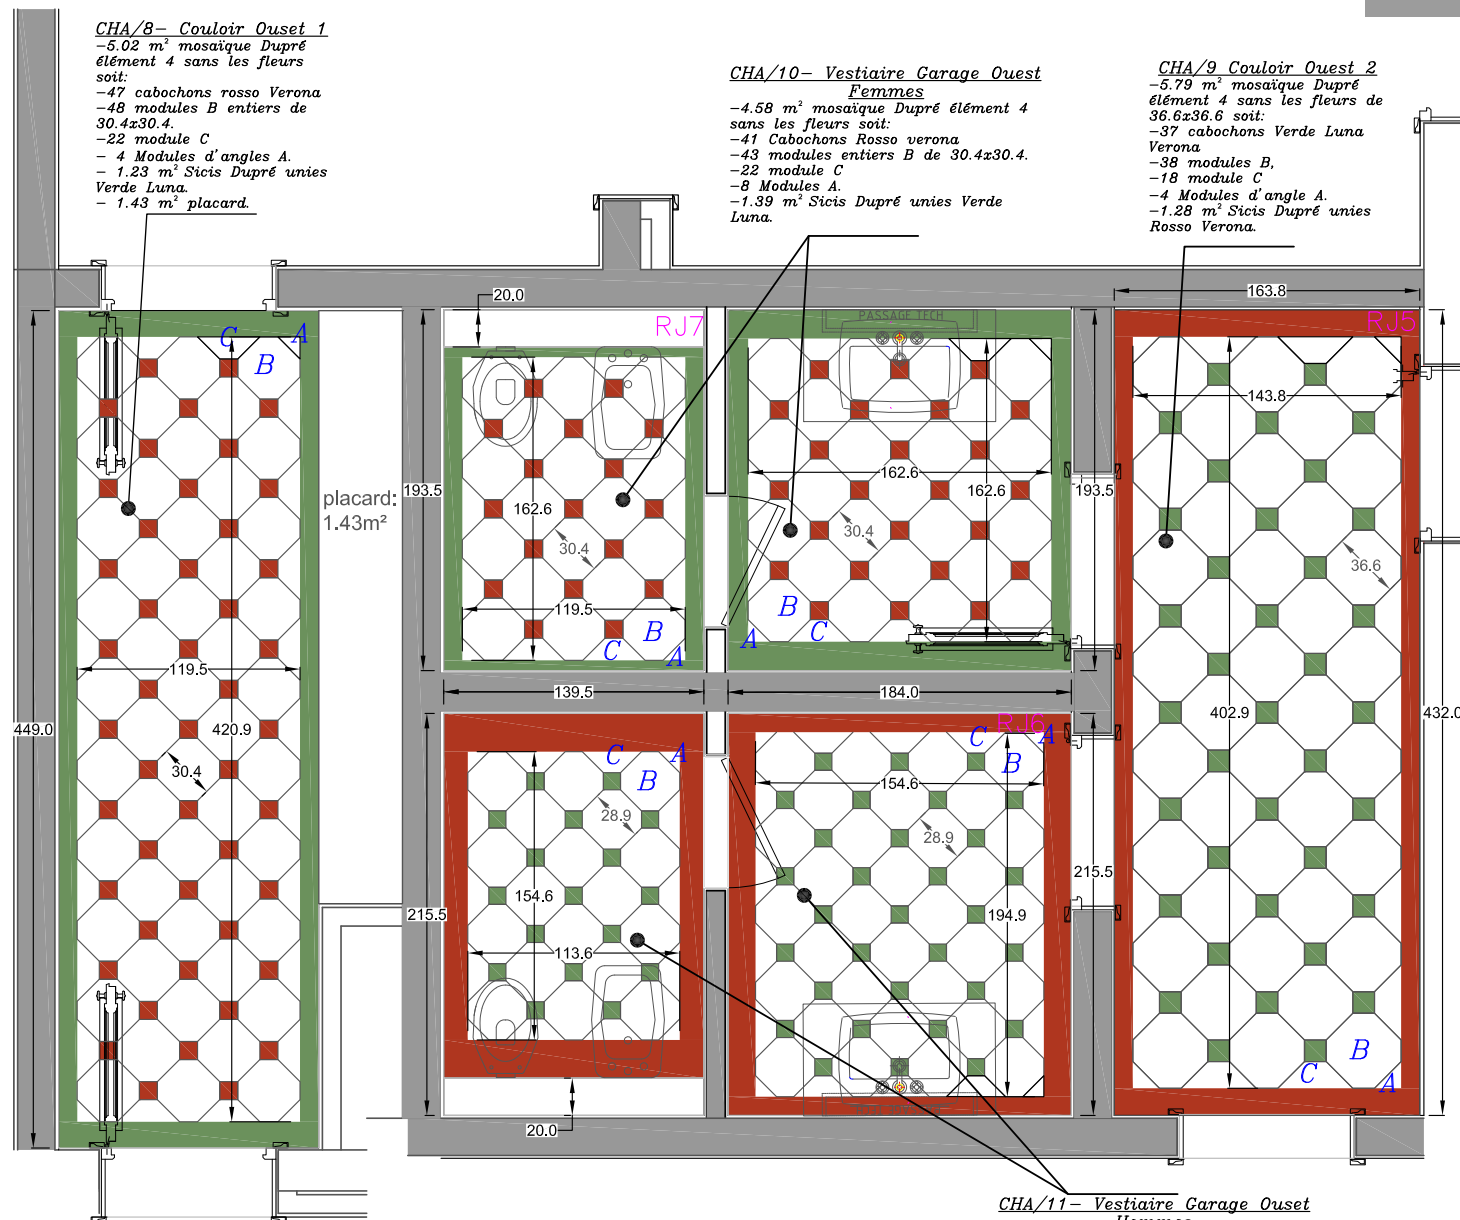 CHA/8- Couloir Ouset 1
-5.02 m² mosaïque Dupré
élément 4 sans les fleurs
soit:
-47 cabochons rosso Verona
-48 modules B entiers de
30.4x30.4.
-22 module C
- 4 Modules d'angles A.
- 1.23 m² Sicis Dupré unies
Verde Luna.
- 1.43 m² placard.
CHA/10- Vestiaire Garage Ouest
Femmes
-4.58 m² mosaïque Dupré élément 4
sans les fleurs soit:
-41 Cabochons Rosso verona
-43 modules entiers B de 30.4x30.4.
-22 module C
-8 Modules A.
-1.39 m² Sicis Dupré unies Verde
Luna.
CHA/9 Couloir Ouest 2
-5.79 m² mosaïque Dupré
élément 4 sans les fleurs de
36.6x36.6 soit:
-37 cabochons Verde Luna
Verona
-38 modules B,
-18 module C
-4 Modules d'angle A.
-1.28 m² Sicis Dupré unies
Rosso Verona.
163.8
20.0
RJ7
PASSAGE TECH
RJ5
C
A
B
143.8
placard:
1.43m²
193.5
162.6
162.6
162.6
193.5
30.4
30.4
36.6
119.5
B
C
A
B
C
A
119.5
139.5
184.0
449.0
420.9
402.9
432.0
RJ6
C
A
B
C
A
B
30.4
154.6
28.9
28.9
154.6
215.5
215.5
194.9
113.6
B
C
A
20.0
CHA/11- Vestiaire Garage Ouset